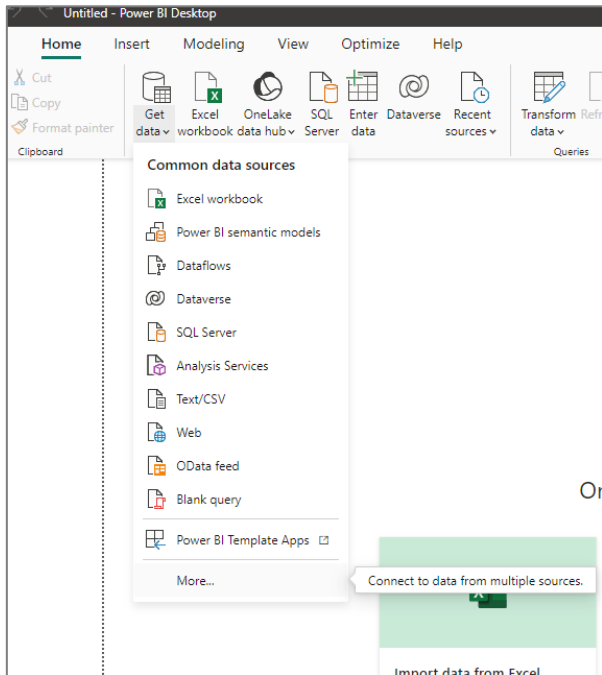 Untitled - Power BI Desktop
Home Insert Modeling View Optimize Help
Cut
Copy
Format painter
Clipboard
Get data
Excel workbook
OneLake data hub
SQL Server
Enter data
Dataverse
Recent sources
Transform data
Refr
Queries
Common data sources
Excel workbook
Power BI semantic models
Dataflows
Dataverse
SQL Server
Analysis Services
Text/CSV
Web
OData feed
Blank query
Power BI Template Apps
More...
Connect to data from multiple sources.
Import data from Excel